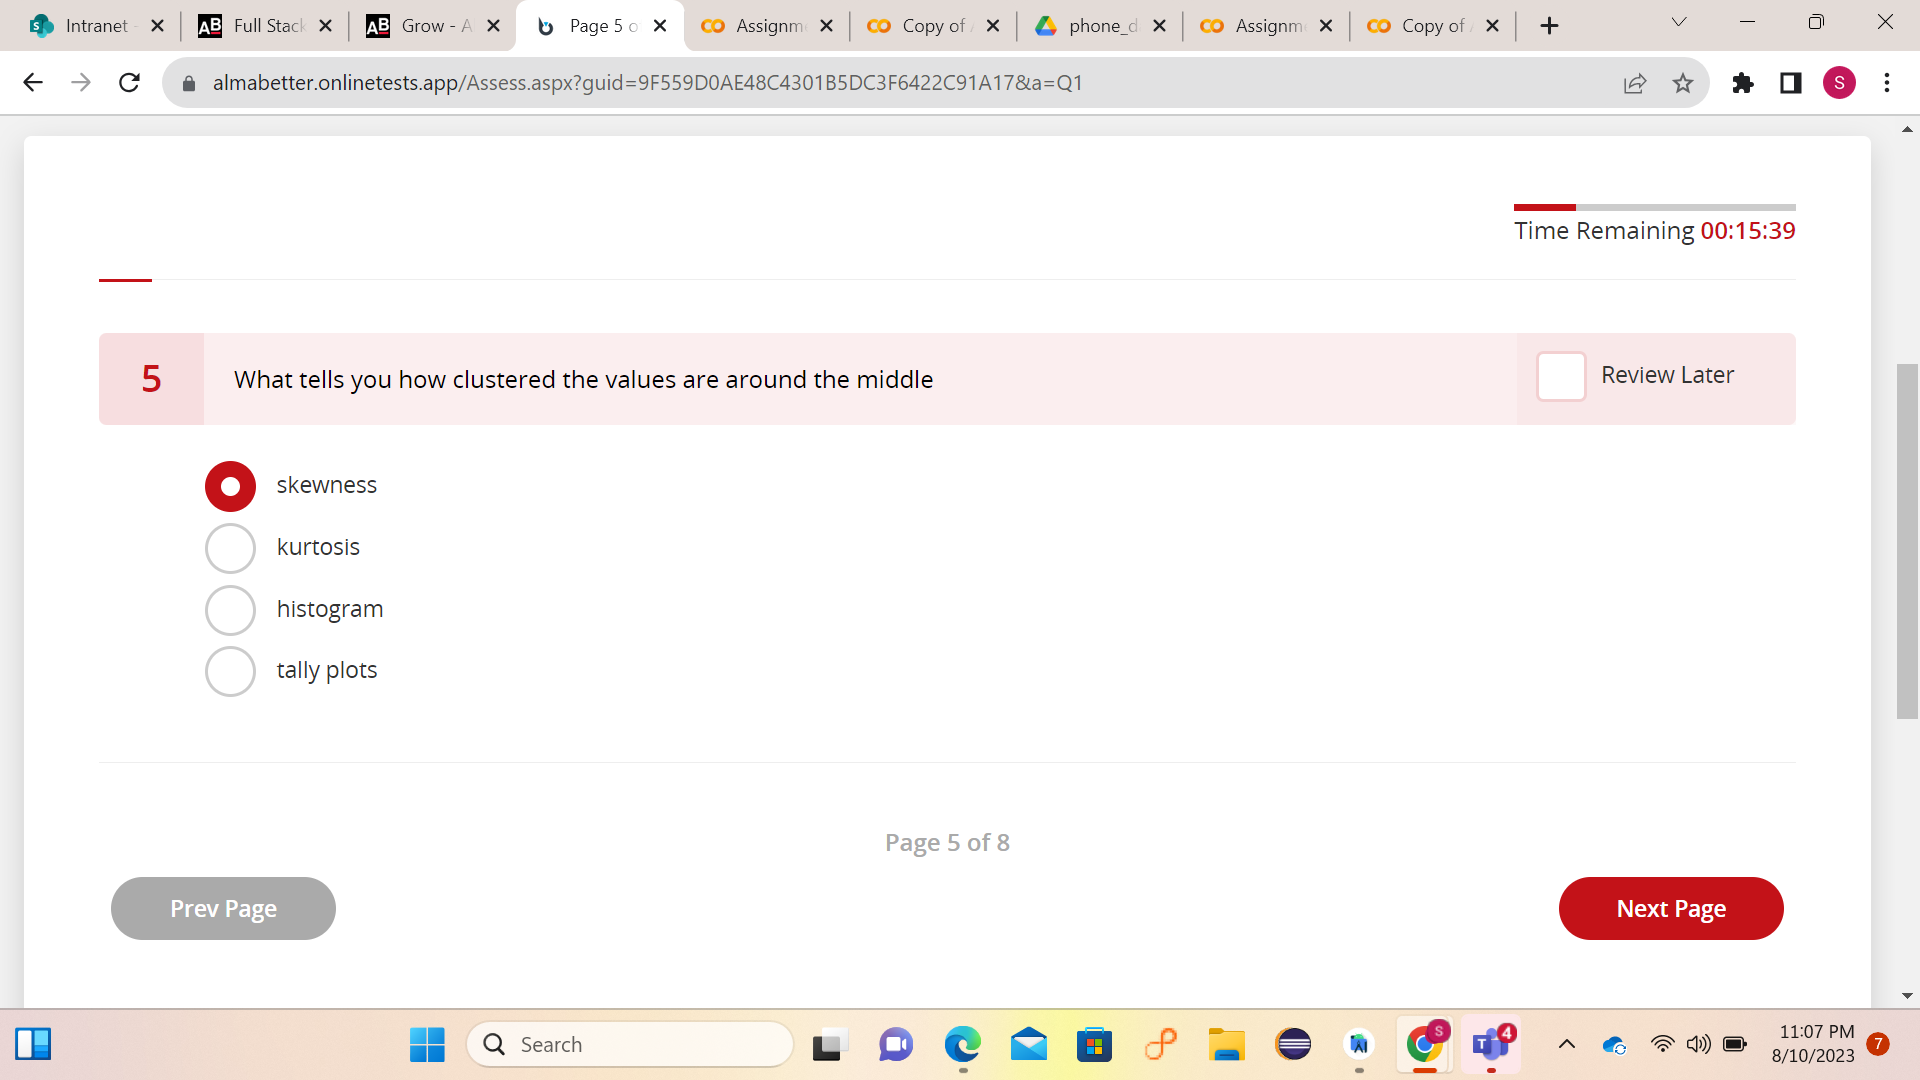 Intranet
Full Stack
Grow - A
Page 5 o
Assignm
Copy of
phone_d
Assignm
Copy of
almabetter.onlinetests.app/Assess.aspx?guid=9F559D0AE48C4301B5DC3F6422C91A17&a=Q1
S
Time Remaining 00:15:39
5
What tells you how clustered the values are around the middle
Review Later
skewness
kurtosis
histogram
tally plots
Page 5 of 8
Prev Page
Next Page
Search
S
4
11:07 PM
8/10/2023
7